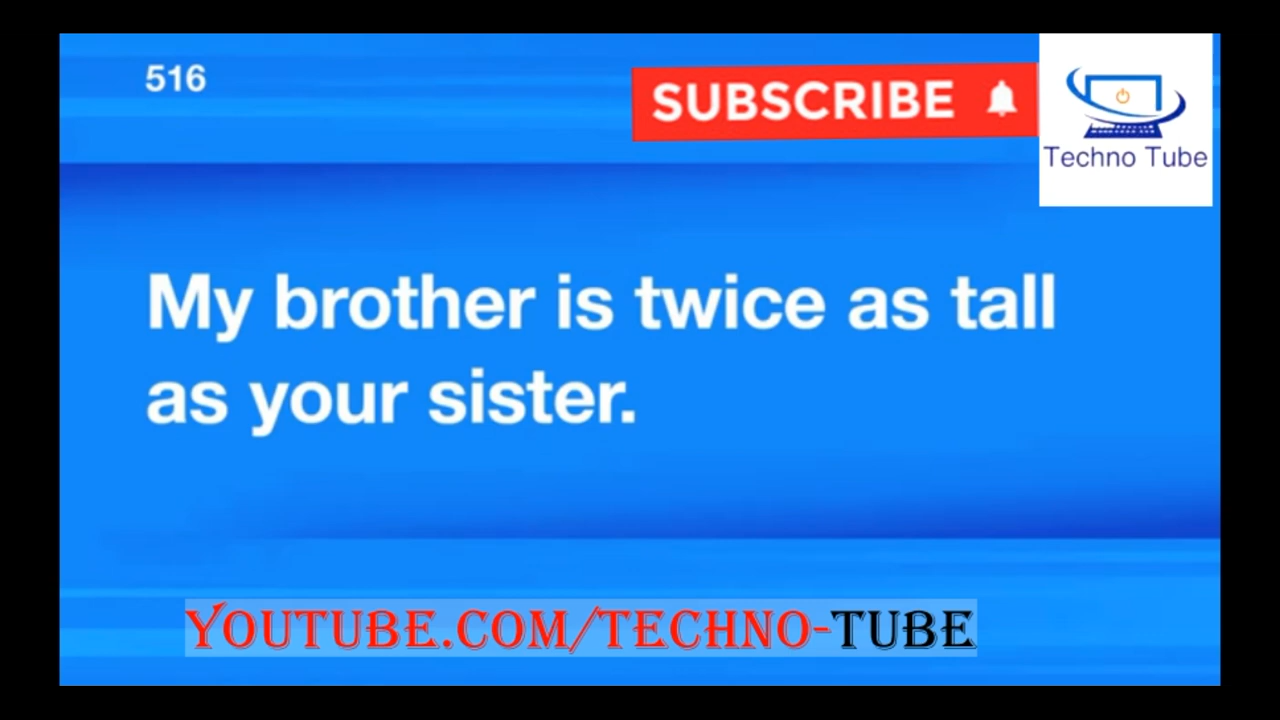 516
SUBSCRIBE
Techno Tube
My brother is twice as tall
as your sister.
YOUTUBE.COM/TECHNO-TUBE